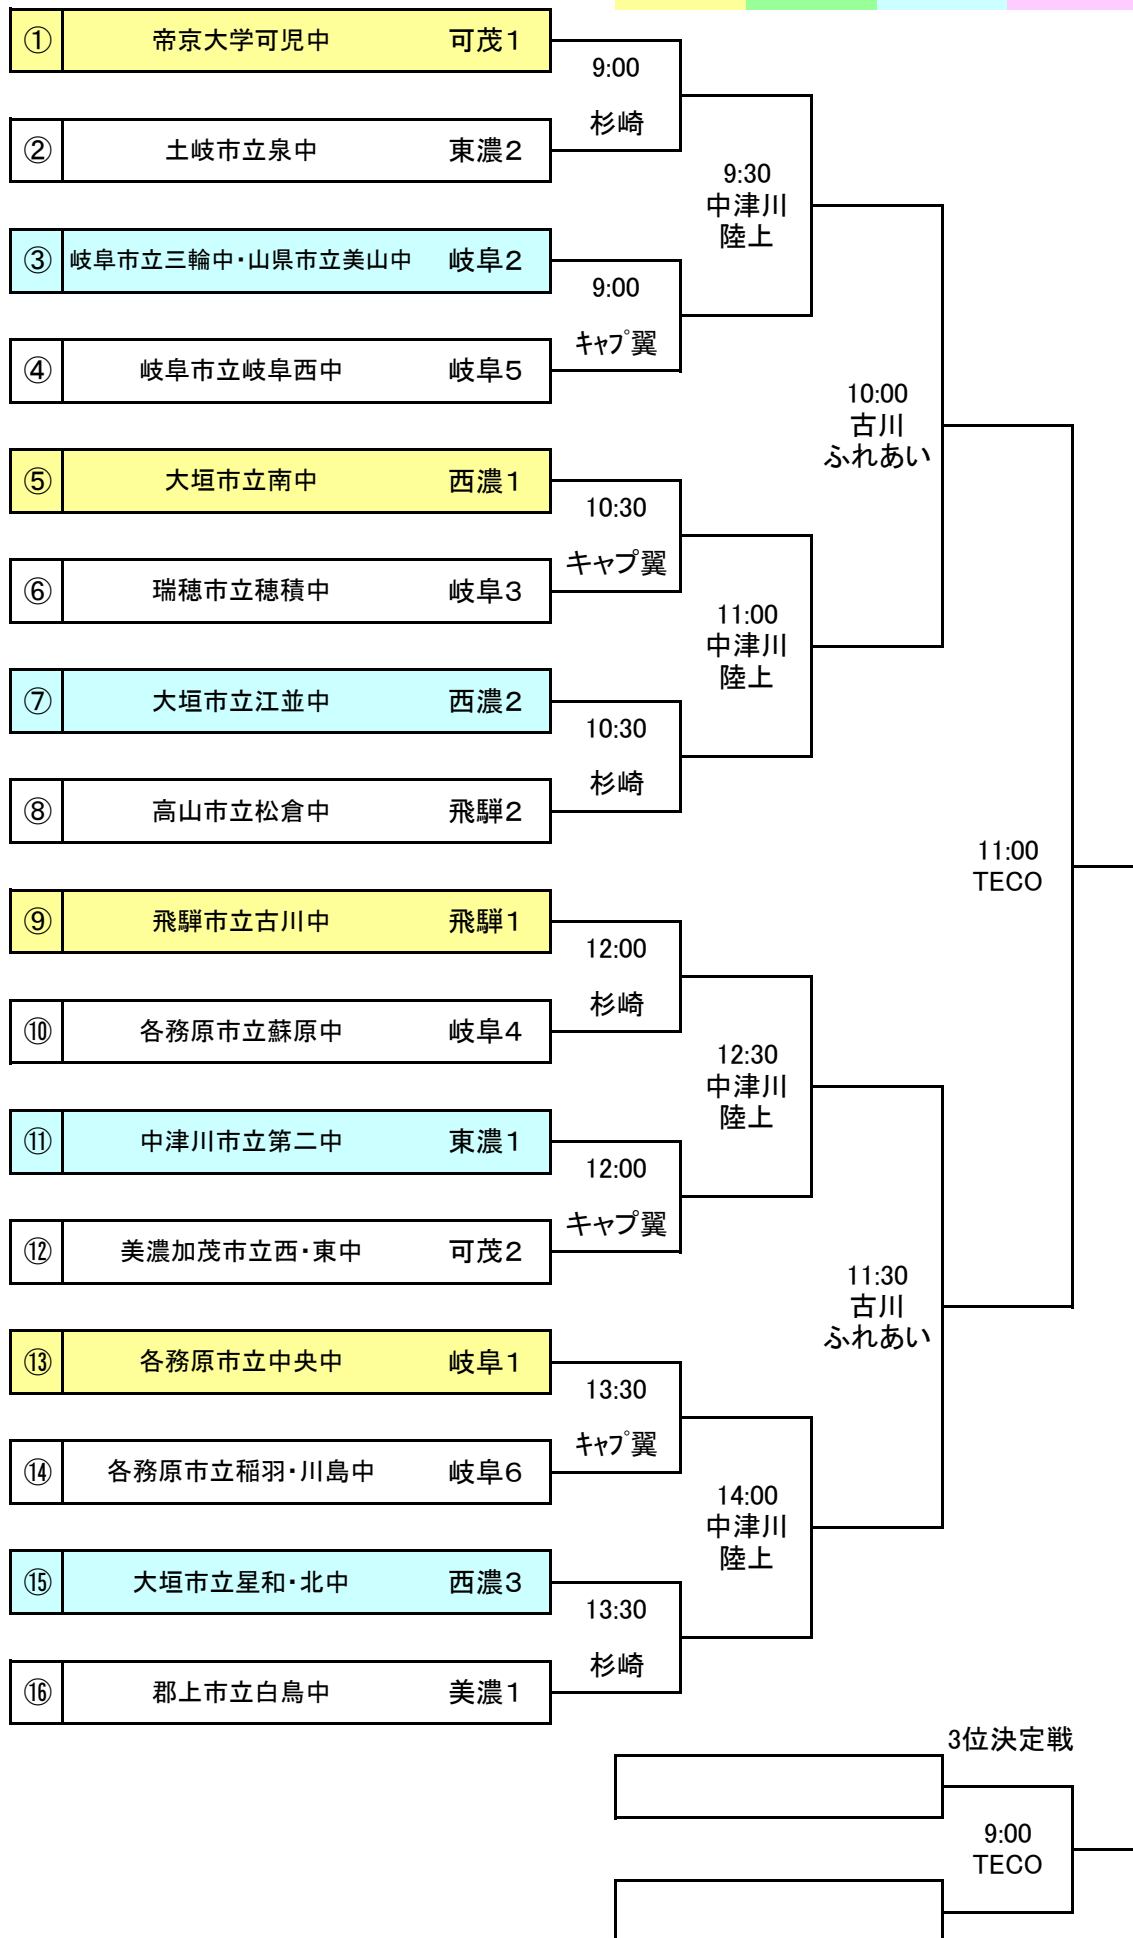 ① 帝京大学可児中 可茂1
9:00
杉崎
② 土岐市立泉中 東濃2
9:30
中津川
陸上
③ 岐阜市立三輪中・山県市立美山中 岐阜2
9:00
ｷｬﾌﾟ翼
④ 岐阜市立岐阜西中 岐阜5
10:00
古川
ふれあい
⑤ 大垣市立南中 西濃1
10:30
キャプ翼
⑥ 瑞穂市立穂積中 岐阜3
11:00
中津川
陸上
⑦ 大垣市立江並中 西濃2
10:30
杉崎
⑧ 高山市立松倉中 飛騨2
11:00
TECO
⑨ 飛騨市立古川中 飛騨1
12:00
杉崎
⑩ 各務原市立蘇原中 岐阜4
12:30
中津川
陸上
⑪ 中津川市立第二中 東濃1
12:00
キャプ翼
⑫ 美濃加茂市立西・東中 可茂2
11:30
古川
ふれあい
⑬ 各務原市立中央中 岐阜1
13:30
ｷｬﾌﾟ翼
⑭ 各務原市立稲羽・川島中 岐阜6
14:00
中津川
陸上
⑮ 大垣市立星和・北中 西濃3
13:30
杉崎
⑯ 郡上市立白鳥中 美濃1
3位決定戦
9:00
TECO